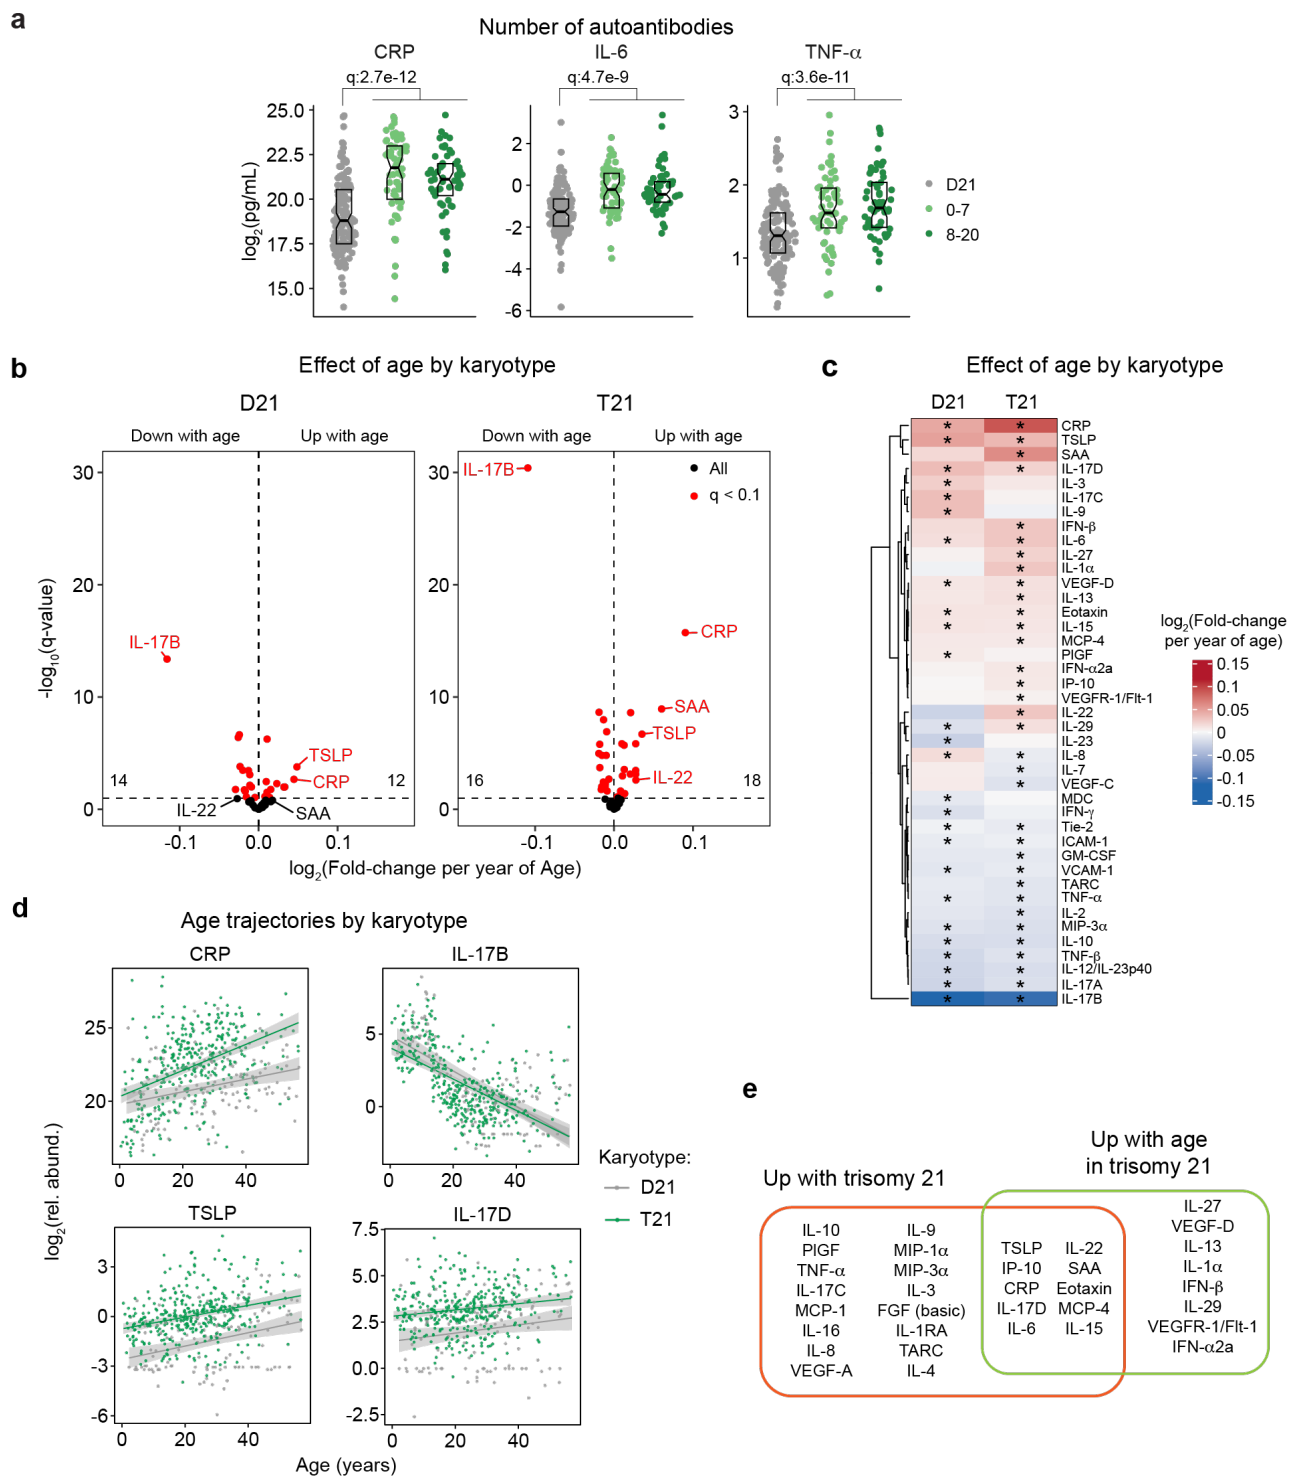 a
Number of autoantibodies
CRP
IL-6
TNF-α
q:2.7e-12
q:4.7e-9
q:3.6e-11
log2(pg/mL)
25.0
22.5
20.0
17.5
15.0
2
0
-2
-4
-6
3
2
1
D21
0-7
8-20
b
Effect of age by karyotype
D21
T21
Down with age
Up with age
Down with age
Up with age
-log10(q-value)
30
20
10
0
IL-17B
TSLP
CRP
14
12
IL-22
SAA
-0.1
0.0
0.1
30
20
10
0
IL-17B
All
q < 0.1
CRP
SAA
TSLP
IL-22
16
18
-0.1
0.0
0.1
log2(Fold-change per year of Age)
c
Effect of age by karyotype
D21
T21
CRP
TSLP
SAA
IL-17D
IL-3
IL-17C
IL-9
IFN-β
IL-6
IL-27
IL-1α
VEGF-D
IL-13
Eotaxin
IL-15
MCP-4
PlGF
IFN-α2a
IP-10
VEGFR-1/Flt-1
IL-22
IL-29
IL-23
IL-8
IL-7
VEGF-C
MDC
IFN-γ
Tie-2
ICAM-1
GM-CSF
VCAM-1
TARC
TNF-α
IL-2
MIP-3α
IL-10
TNF-β
IL-12/IL-23p40
IL-17A
IL-17B
log2(Fold-change
per year of age)
0.15
0.1
0.05
0
-0.05
-0.1
-0.15
d
Age trajectories by karyotype
CRP
IL-17B
log2(rel. abund.)
25
20
0
20
40
5
0
0
20
40
TSLP
IL-17D
3
0
-3
-6
0
20
40
7.5
5.0
2.5
0.0
-2.5
0
20
40
Age (years)
Karyotype:
D21
T21
e
Up with trisomy 21
Up with age
in trisomy 21
IL-10
PlGF
TNF-α
IL-17C
MCP-1
IL-16
IL-8
VEGF-A
IL-9
MIP-1α
MIP-3α
IL-3
FGF (basic)
IL-1RA
TARC
IL-4
TSLP
IP-10
CRP
IL-17D
IL-6
IL-22
SAA
Eotaxin
MCP-4
IL-15
IL-27
VEGF-D
IL-13
IL-1α
IFN-β
IL-29
VEGFR-1/Flt-1
IFN-α2a